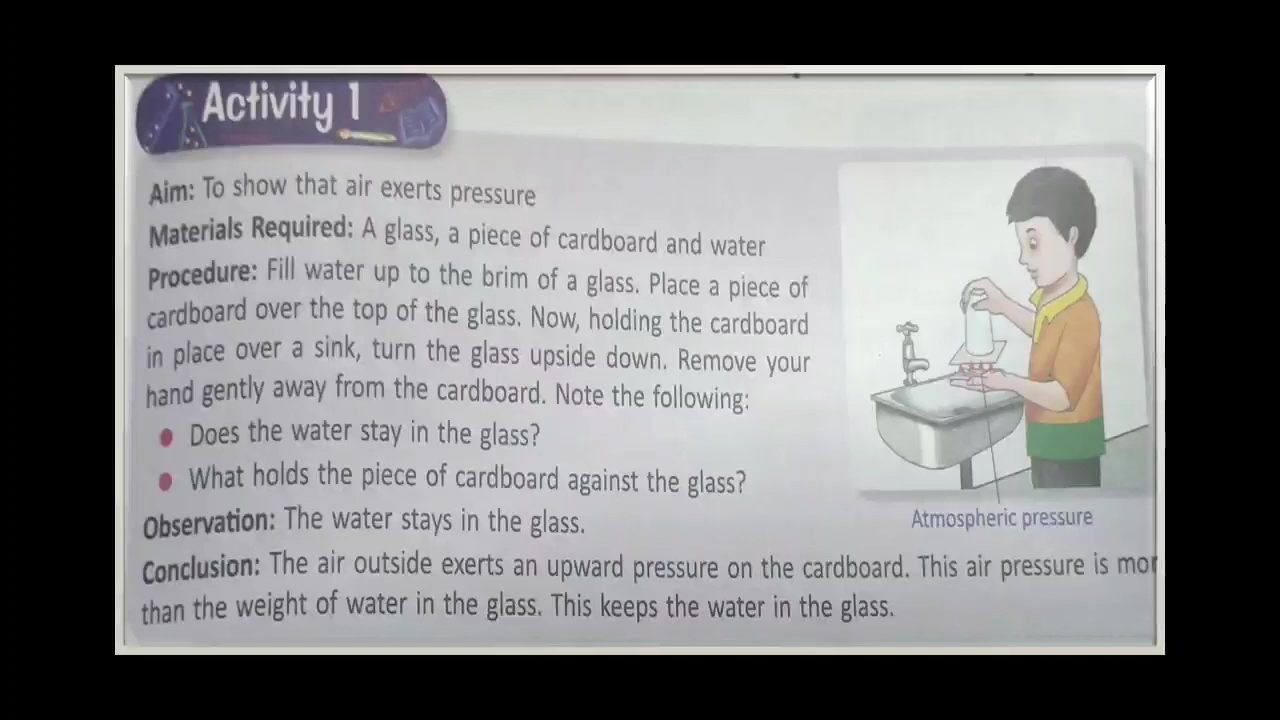 Activity 1
Aim: To show that air exerts pressure
Materials Required: A glass, a piece of cardboard and water
Procedure: Fill water up to the brim of a glass. Place a piece of
cardboard over the top of the glass. Now, holding the cardboard
in place over a sink, turn the glass upside down. Remove your
hand gently away from the cardboard. Note the following:
● Does the water stay in the glass?
● What holds the piece of cardboard against the glass?
Observation: The water stays in the glass.
Atmospheric pressure
Conclusion: The air outside exerts an upward pressure on the cardboard. This air pressure is mor
than the weight of water in the glass. This keeps the water in the glass.